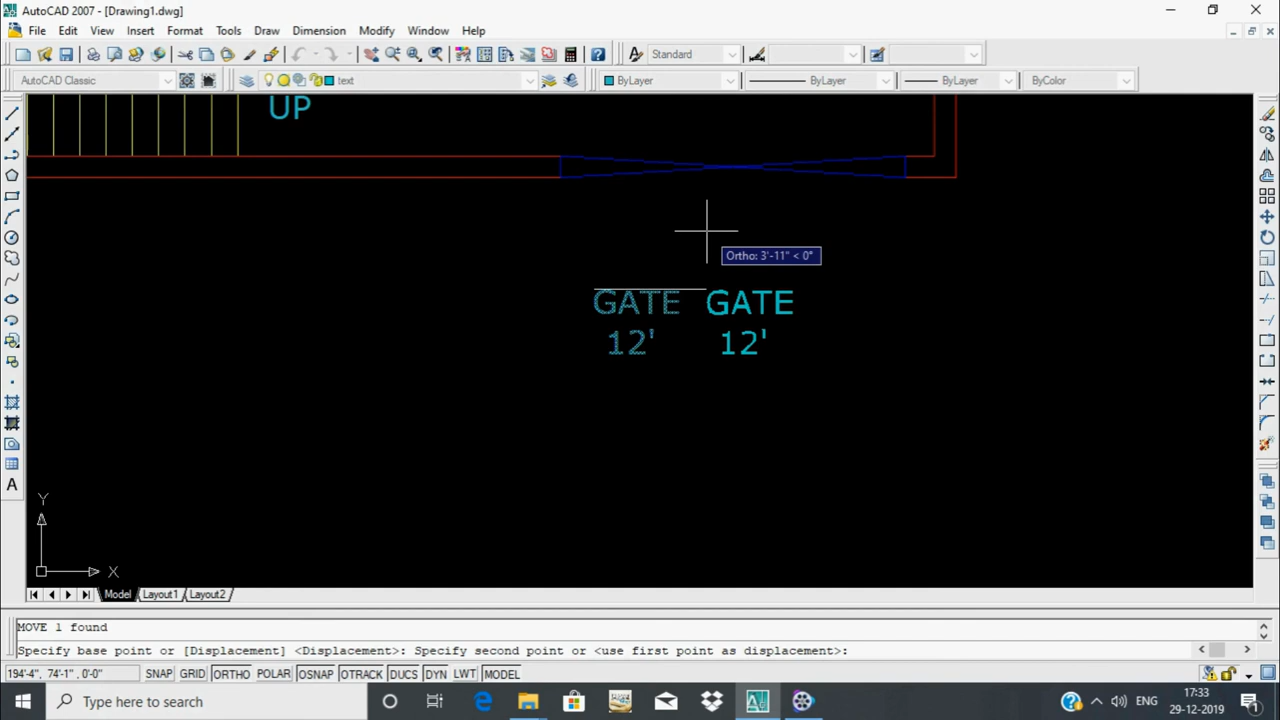 AutoCAD 2007 - [Drawing1.dwg]
File Edit View Insert Format Tools Draw Dimension Modify Window Help
Standard
AutoCAD Classic text ByLayer ByLayer ByLayer ByColor
UP
Ortho: 3'-11" < 0°
GATE GATE
12' 12'
Y
X
Model Layout1 Layout2
MOVE 1 found
Specify base point or [Displacement] <Displacement>: Specify second point or <use first point as displacement>:
194'-4", 74'-1" ,0'-0" SNAP GRID ORTHO POLAR OSNAP OTRACK DUCS DYN LWT MODEL
Type here to search
ENG
17:33
29-12-2019
A